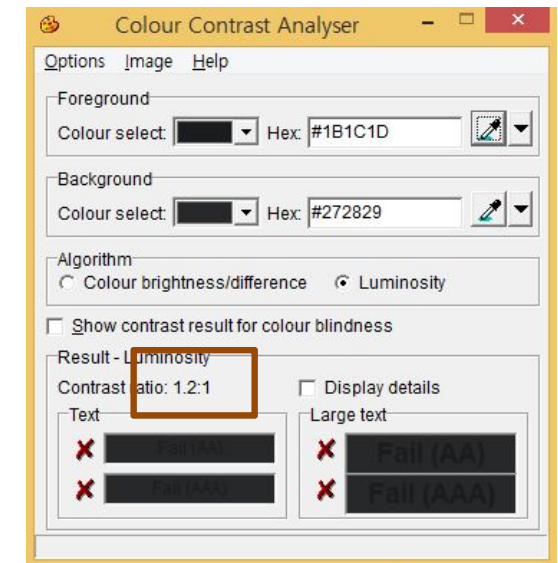 Colour Contrast Analyser
Options Image Help
Foreground
Colour select: Hex: #1B1C1D
Background
Colour select: Hex: #272829
Algorithm
Colour brightness/difference Luminosity
Show contrast result for colour blindness
Result - Luminosity
Contrast ratio: 1.2:1 Display details
Text Large text
Fail (AA) Fail (AA)
Fail (AAA) Fail (AAA)